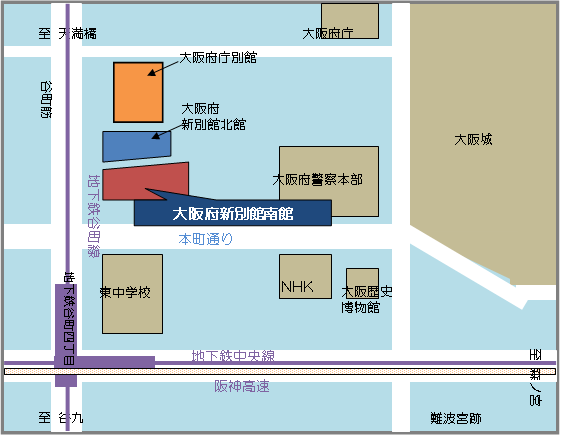 至 天満橋
大阪府庁
大阪府庁別館
谷町筋
大阪府
新別館北館
大阪城
大阪府警察本部
地下鉄谷町線
大阪府新別館南館
本町通り
地下鉄谷町四丁目
東中学校
NHK
大阪歴史
博物館
地下鉄中央線
至 森ノ宮
阪神高速
至 谷九
難波宮跡